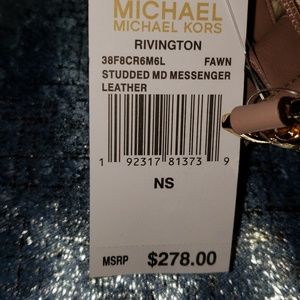 MICHAEL
MICHAEL KORS
RIVINGTON
38F8CR6M6L FAWN
STUDDED MD MESSENGER
LEATHER
1 92317 81373 9
NS
MSRP $278.00